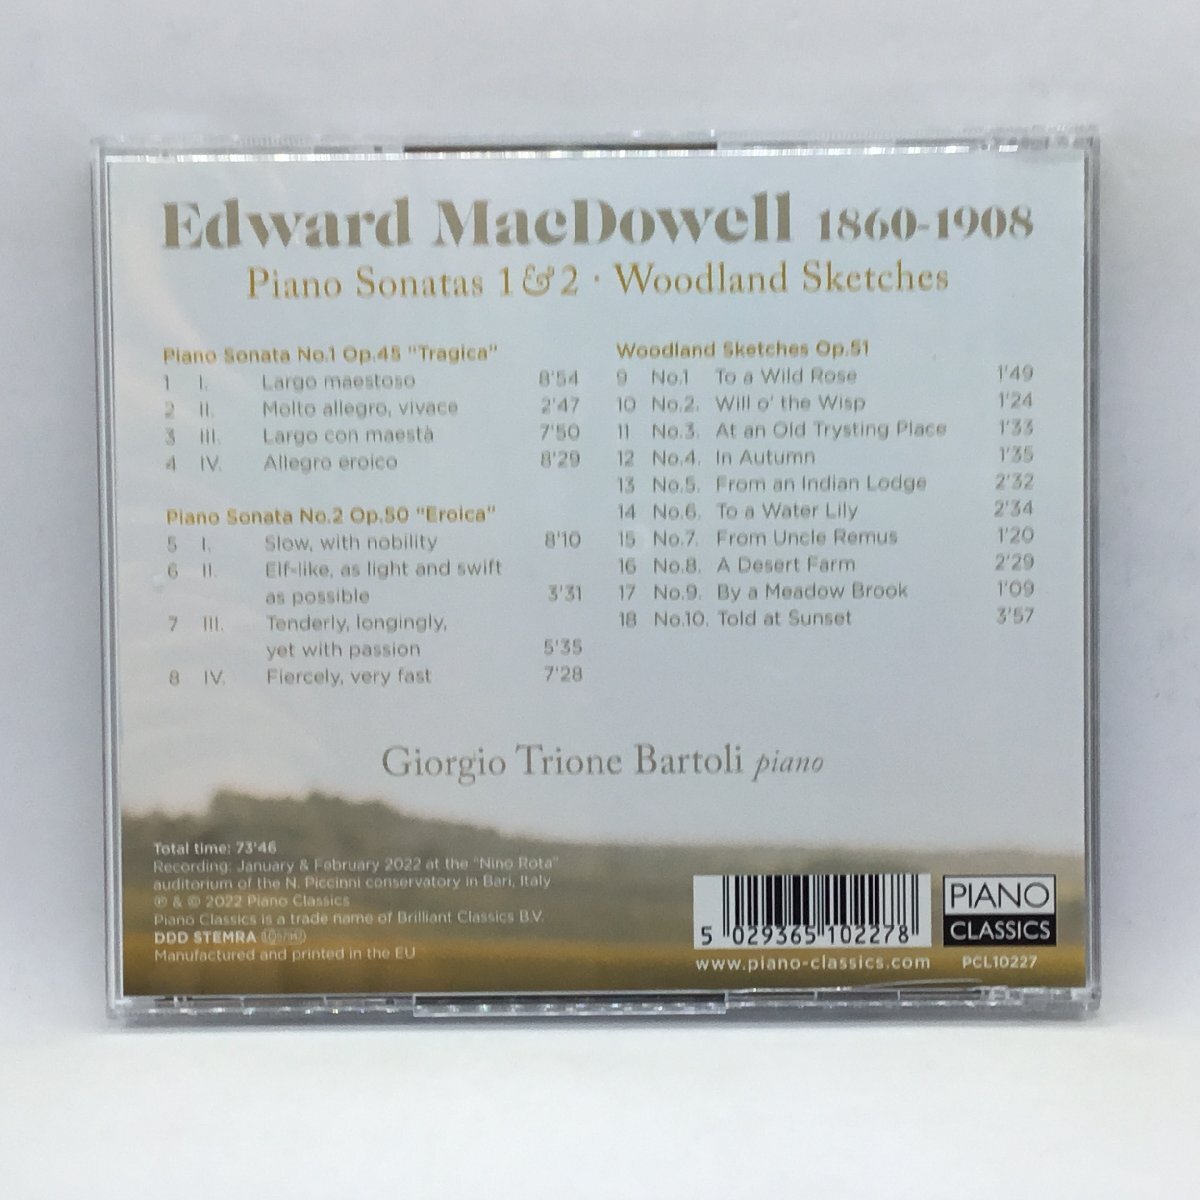 Edward MacDowell 1860-1908
Piano Sonatas 1 & 2 · Woodland Sketches
Piano Sonata No.1 Op.45 "Tragica"
1 I. Largo maestoso 8'54
2 II. Molto allegro, vivace 2'47
3 III. Largo con maestà 7'50
4 IV. Allegro eroico 8'29
Piano Sonata No.2 Op.50 "Eroica"
5 I. Slow, with nobility 8'10
6 II. Elf-like, as light and swift
as possible 3'31
7 III. Tenderly, longingly,
yet with passion 5'35
8 IV. Fiercely, very fast 7'28
Woodland Sketches Op.51
9 No.1 To a Wild Rose 1'49
10 No.2. Will o' the Wisp 1'24
11 No.3. At an Old Trysting Place 1'33
12 No.4. In Autumn 1'35
13 No.5. From an Indian Lodge 2'32
14 No.6. To a Water Lily 2'34
15 No.7. From Uncle Remus 1'20
16 No.8. A Desert Farm 2'29
17 No.9. By a Meadow Brook 1'09
18 No.10. Told at Sunset 3'57
Giorgio Trione Bartoli piano
Total time: 73'46
Recording: January & February 2022 at the "Nino Rota"
auditorium of the N. Piccinni conservatory in Bari, Italy
℗ & © 2022 Piano Classics
Piano Classics is a trade name of Brilliant Classics B.V.
DDD STEMRA
Manufactured and printed in the EU
5 029365 102278
www.piano-classics.com
PIANO
CLASSICS
PCL10227